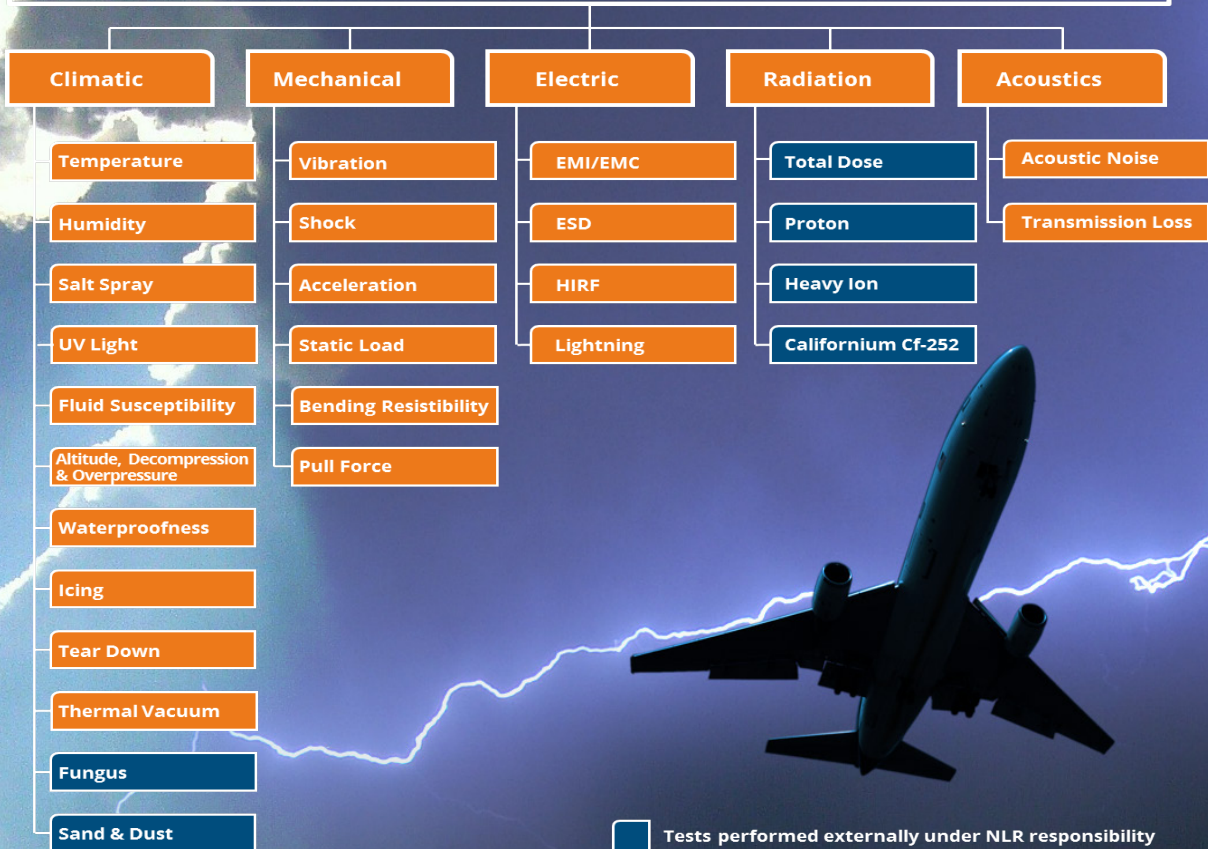 Climatic
Mechanical
Electric
Radiation
Acoustics
Temperature
Humidity
Salt Spray
UV Light
Fluid Susceptibility
Altitude, Decompression
& Overpressure
Waterproofness
Icing
Tear Down
Thermal Vacuum
Fungus
Sand & Dust
Vibration
Shock
Acceleration
Static Load
Bending Resistibility
Pull Force
EMI/EMC
ESD
HIRF
Lightning
Total Dose
Proton
Heavy Ion
Californium Cf-252
Acoustic Noise
Transmission Loss
Tests performed externally under NLR responsibility